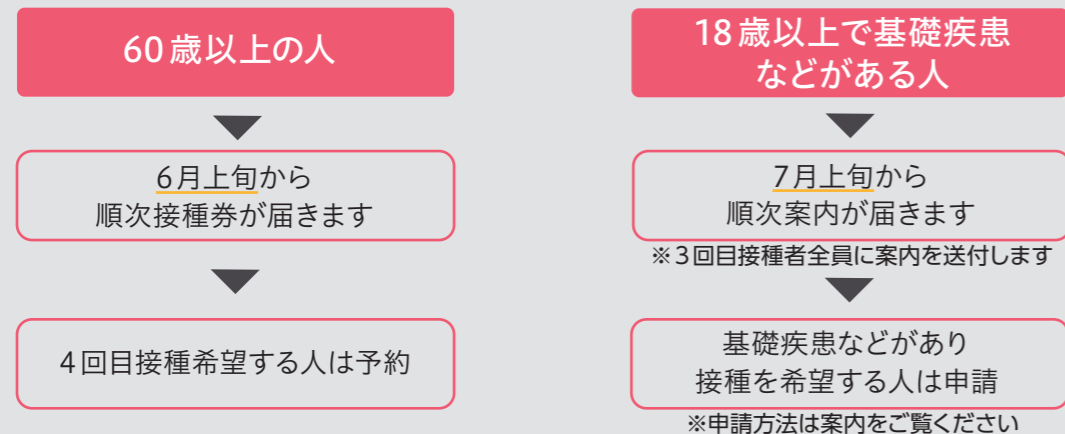 60歳以上の人
6月上旬から
順次接種券が届きます
4回目接種希望する人は予約
18歳以上で基礎疾患
などがある人
7月上旬から
順次案内が届きます
※3回目接種者全員に案内を送付します
基礎疾患などがあり
接種を希望する人は申請
※申請方法は案内をご覧ください